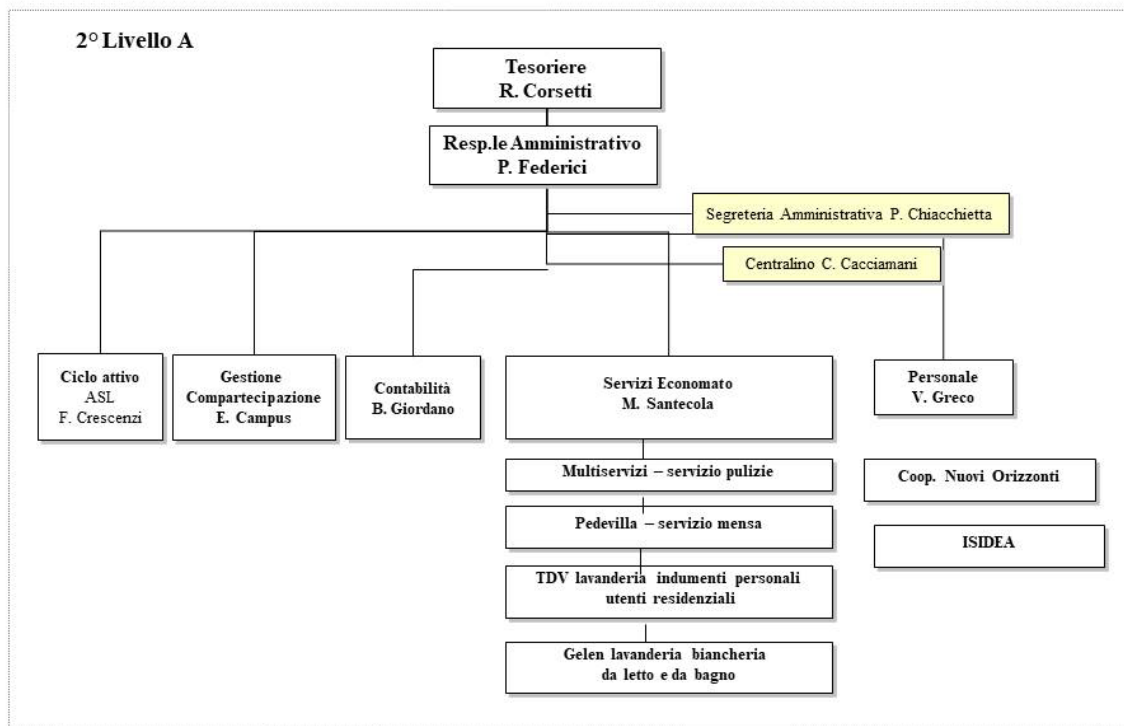 2° Livello A
Tesoriere
R. Corsetti
Resp.le Amministrativo
P. Federici
Segreteria Amministrativa P. Chiacchietta
Centralino C. Cacciamani
Ciclo attivo
ASL
F. Crescenzi
Gestione
Compartecipazione
E. Campus
Contabilità
B. Giordano
Servizi Economato
M. Santecola
Personale
V. Greco
Multiservizi – servizio pulizie
Coop. Nuovi Orizzonti
Pedevilla – servizio mensa
ISIDEA
TDV lavanderia indumenti personali
utenti residenziali
Gelen lavanderia biancheria
da letto e da bagno